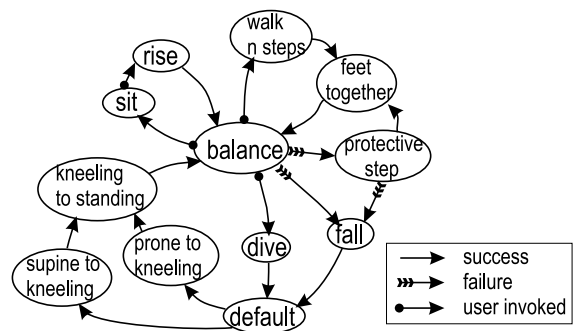 walk
n steps
rise
feet
together
sit
balance
protective
step
kneeling
to standing
fall
prone to
kneeling
dive
supine to
kneeling
default
success
failure
user invoked